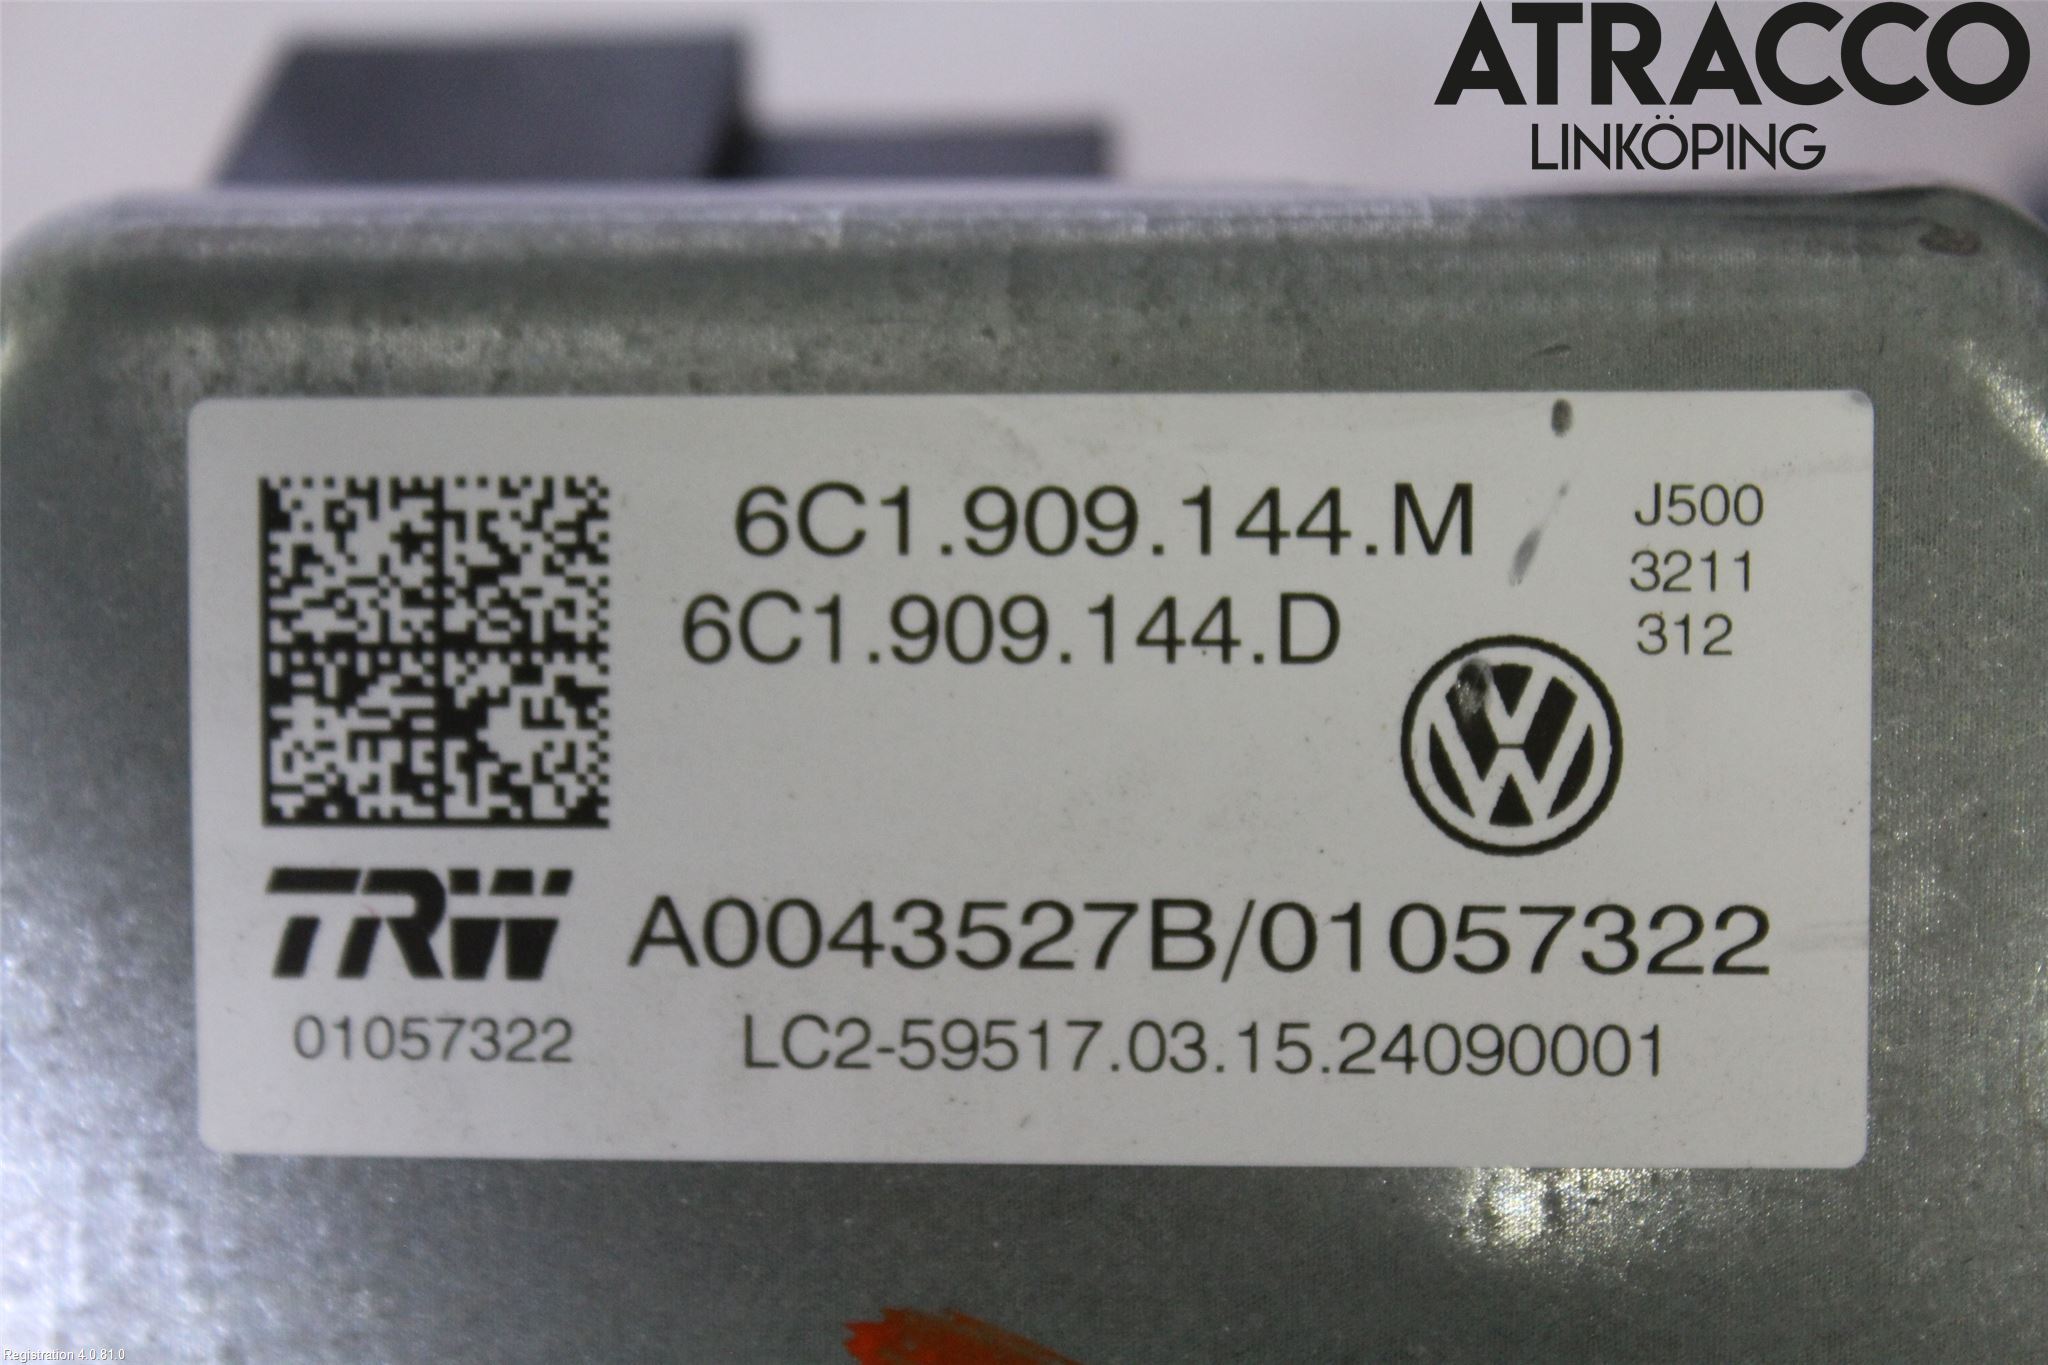 ATRACCO
LINKÖPING
6C1.909.144.M
J500
3211
6C1.909.144.D
312
TRW
A0043527B/01057322
01057322
LC2-59517.03.15.24090001
Registration 4.0.81.0